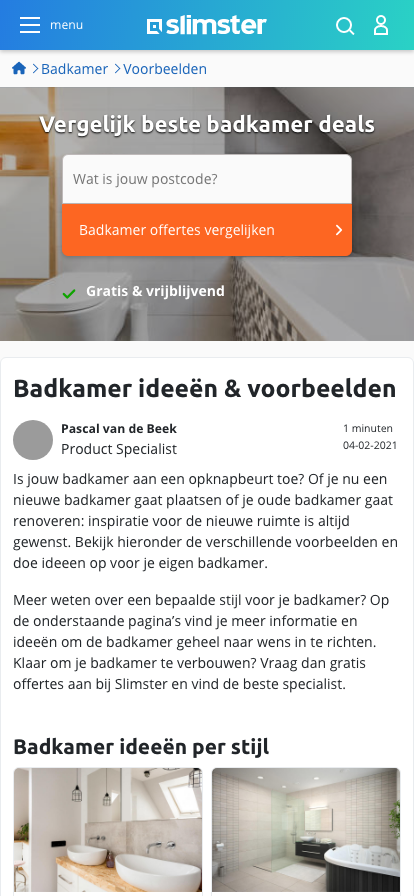 menu
slimster
Badkamer
Voorbeelden
Vergelijk beste badkamer deals
Wat is jouw postcode?
Badkamer offertes vergelijken
Gratis & vrijblijvend
Badkamer ideeën & voorbeelden
Pascal van de Beek
1 minuten
Product Specialist
04-02-2021
Is jouw badkamer aan een opknapbeurt toe? Of je nu een
nieuwe badkamer gaat plaatsen of je oude badkamer gaat
renoveren: inspiratie voor de nieuwe ruimte is altijd
gewenst. Bekijk hieronder de verschillende voorbeelden en
doe ideeen op voor je eigen badkamer.
Meer weten over een bepaalde stijl voor je badkamer? Op
de onderstaande pagina’s vind je meer informatie en
ideeën om de badkamer geheel naar wens in te richten.
Klaar om je badkamer te verbouwen? Vraag dan gratis
offertes aan bij Slimster en vind de beste specialist.
Badkamer ideeën per stijl